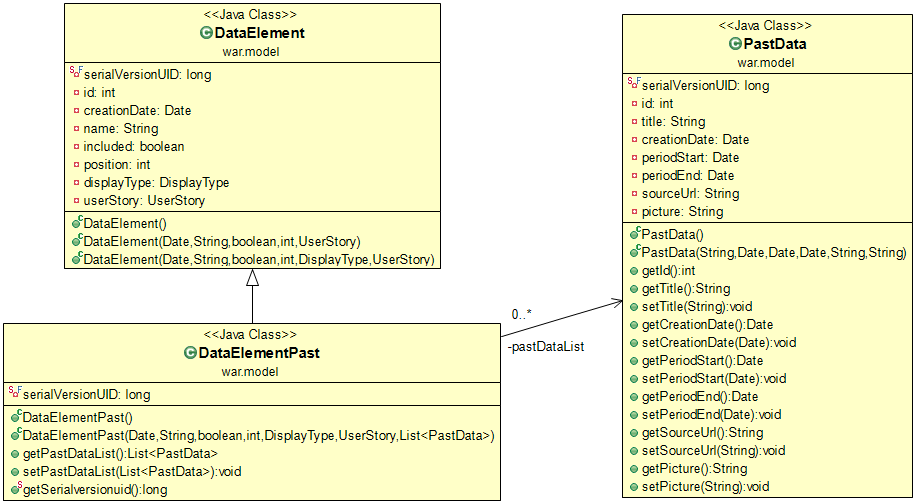 <<Java Class>>
DataElement
war.model
serialVersionUID: long
id: int
creationDate: Date
name: String
included: boolean
position: int
displayType: DisplayType
userStory: UserStory
DataElement()
DataElement(Date,String,boolean,int,UserStory)
DataElement(Date,String,boolean,int,DisplayType,UserStory)
<<Java Class>>
PastData
war.model
serialVersionUID: long
id: int
title: String
creationDate: Date
periodStart: Date
periodEnd: Date
sourceUrl: String
picture: String
PastData()
PastData(String,Date,Date,Date,String,String)
getId():int
getTitle():String
setTitle(String):void
getCreationDate():Date
setCreationDate(Date):void
getPeriodStart():Date
setPeriodStart(Date):void
getPeriodEnd():Date
setPeriodEnd(Date):void
getSourceUrl():String
setSourceUrl(String):void
getPicture():String
setPicture(String):void
0..*
-pastDataList
<<Java Class>>
DataElementPast
war.model
serialVersionUID: long
DataElementPast()
DataElementPast(Date,String,boolean,int,DisplayType,UserStory,List<PastData>)
getPastDataList():List<PastData>
setPastDataList(List<PastData>):void
getSerialversionuid():long